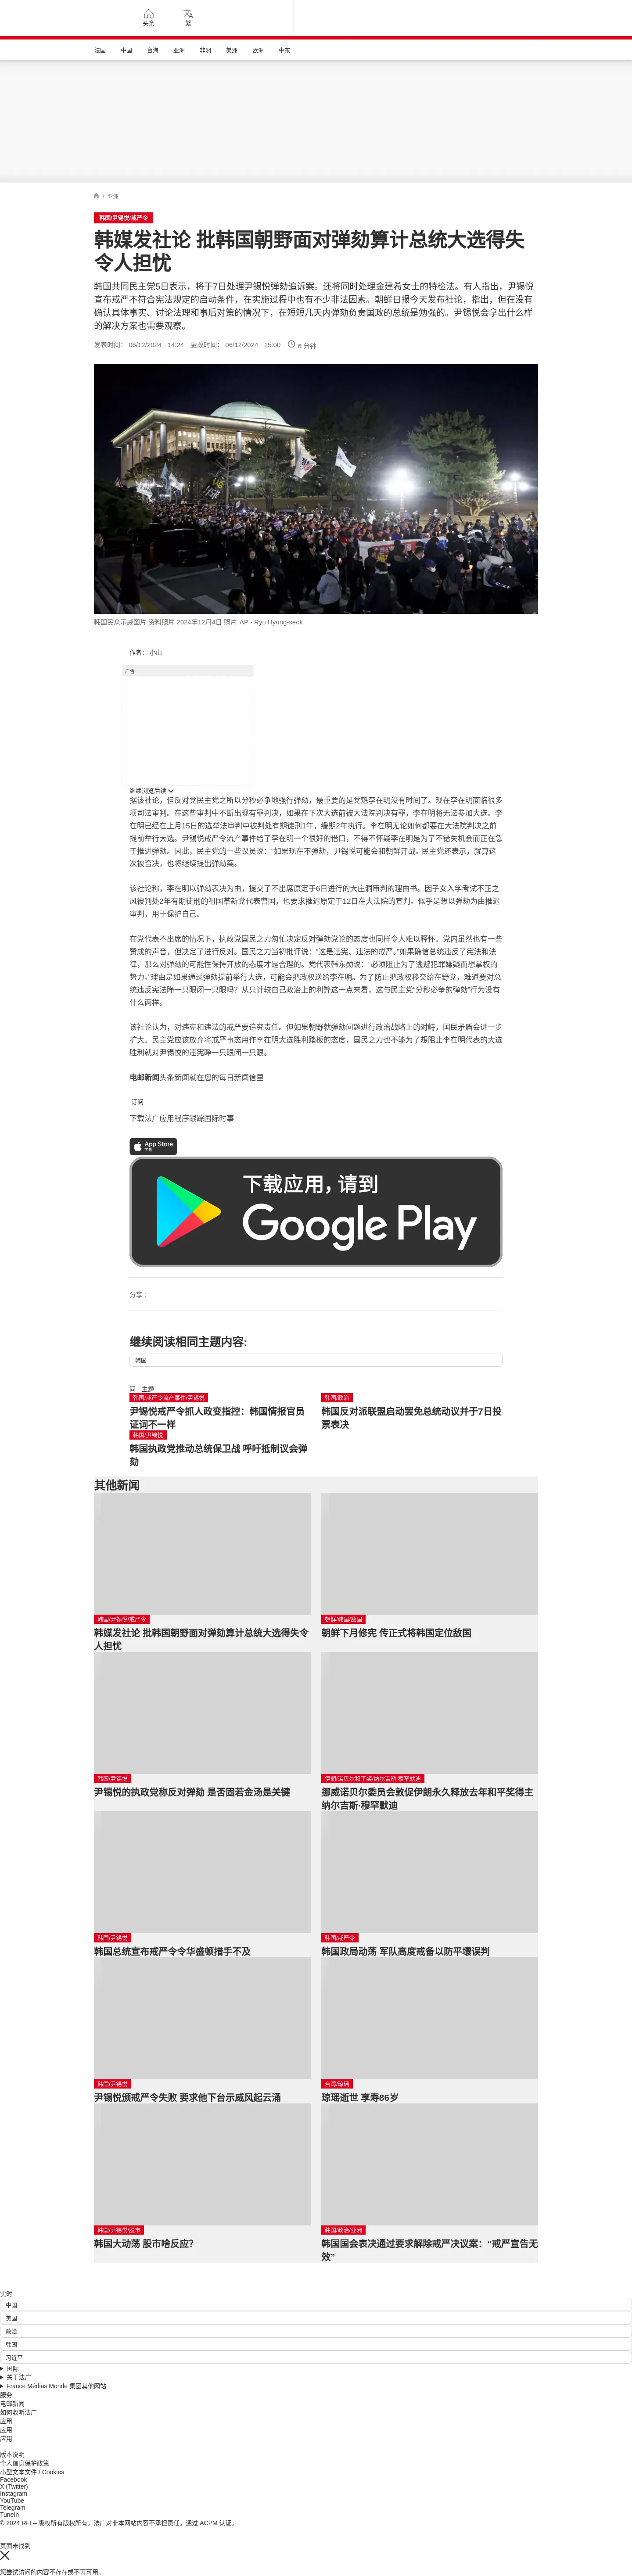 头条
繁
法国
中国
台海
亚洲
非洲
美洲
欧洲
中东
/ 亚洲
韩国/尹锡悦/戒严令
韩媒发社论 批韩国朝野面对弹劾算计总统大选得失
令人担忧
韩国共同民主党5日表示，将于7日处理尹锡悦弹劾追诉案。还将同时处理金建希女士的特检法。有人指出，尹锡悦
宣布戒严不符合宪法规定的启动条件，在实施过程中也有不少非法因素。朝鲜日报今天发布社论，指出，但在没有
确认具体事实、讨论法理和事后对策的情况下，在短短几天内弹劾负责国政的总统是勉强的。尹锡悦会拿出什么样
的解决方案也需要观察。
发表时间： 06/12/2024 - 14:24 更改时间： 06/12/2024 - 15:00 6 分钟
韩国民众示威图片 资料照片 2024年12月4日 照片 AP - Ryu Hyung-seok
作者： 小山
广告
继续浏览后续
据该社论，但反对党民主党之所以分秒必争地强行弹劾，最重要的是党魁李在明没有时间了。现在李在明面临很多
项司法审判。在这些审判中不断出现有罪判决，如果在下次大选前被大法院判决有罪，李在明将无法参加大选。李
在明已经在上月15日的选举法审判中被判处有期徒刑1年，缓期2年执行。李在明无论如何都要在大法院判决之前
提前举行大选。尹锡悦戒严令流产事件给了李在明一个很好的借口，不得不怀疑李在明是为了不错失机会而正在急
于推进弹劾。因此，民主党的一些议员说：“如果现在不弹劾，尹锡悦可能会和朝鲜开战。”民主党还表示，就算这
次被否决，也将继续提出弹劾案。
该社论称，李在明以弹劾表决为由，提交了不出席原定于6日进行的大庄洞审判的理由书。因子女入学考试不正之
风被判处2年有期徒刑的祖国革新党代表曹国，也要求推迟原定于12日在大法院的宣判。似乎是想以弹劾为由推迟
审判，用于保护自己。
在党代表不出席的情况下，执政党国民之力匆忙决定反对弹劾党论的态度也同样令人难以释怀。党内虽然也有一些
赞成的声音，但决定了进行反对。国民之力当初批评说：“这是违宪、违法的戒严。”如果确信总统违反了宪法和法
律，那么对弹劾的可能性保持开放的态度才是合理的。党代表韩东勋说：“必须阻止为了逃避犯罪嫌疑而想掌权的
势力。”理由是如果通过弹劾提前举行大选，可能会把政权送给李在明。为了防止把政权移交给在野党，难道要对总
统违反宪法睁一只眼闭一只眼吗？从只计较自己政治上的利弊这一点来看，这与民主党“分秒必争的弹劾”行为没有
什么两样。
该社论认为，对违宪和违法的戒严要追究责任。但如果朝野就弹劾问题进行政治战略上的对峙，国民矛盾会进一步
扩大。民主党应该放弃将戒严事态用作李在明大选胜利踏板的态度，国民之力也不能为了想阻止李在明代表的大选
胜利就对尹锡悦的违宪睁一只眼闭一只眼。
电邮新闻头条新闻就在您的每日新闻信里
订阅
下载法广应用程序跟踪国际时事
App Store
下载
下载应用，请到
Google Play
分享 :
继续阅读相同主题内容:
韩国
同一主题
韩国/戒严令流产事件/尹锡悦
尹锡悦戒严令抓人政变指控：韩国情报官员
证词不一样
韩国/政治
韩国反对派联盟启动罢免总统动议并于7日投
票表决
韩国/尹锡悦
韩国执政党推动总统保卫战 呼吁抵制议会弹
劾
其他新闻
韩国/尹锡悦/戒严令
韩媒发社论 批韩国朝野面对弹劾算计总统大选得失令
人担忧
朝鲜/韩国/敌国
朝鲜下月修宪 传正式将韩国定位敌国
韩国/尹锡悦
尹锡悦的执政党称反对弹劾 是否固若金汤是关键
伊朗/诺贝尔和平奖/纳尔吉斯·穆罕默迪
挪威诺贝尔委员会敦促伊朗永久释放去年和平奖得主
纳尔吉斯·穆罕默迪
韩国/尹锡悦
韩国总统宣布戒严令令华盛顿措手不及
韩国/戒严令
韩国政局动荡 军队高度戒备以防平壤误判
韩国/尹锡悦
尹锡悦颁戒严令失败 要求他下台示威风起云涌
台湾/琼瑶
琼瑶逝世 享寿86岁
韩国/尹锡悦/股市
韩国大动荡 股市啥反应？
韩国/政治/亚洲
韩国国会表决通过要求解除戒严决议案：“戒严宣告无
效”
实时
中国
美国
政治
韩国
习近平
国际
关于法广
France Médias Monde 集团其他网站
服务
电邮新闻
如何收听法广
应用
应用
应用
版本说明
个人信息保护政策
小型文本文件 / Cookies
Facebook
X (Twitter)
Instagram
YouTube
Telegram
TuneIn
© 2024 RFI – 版权所有版权所有。法广对非本网站内容不承担责任。通过 ACPM 认证。
页面未找到
您尝试访问的内容不存在或不再可用。